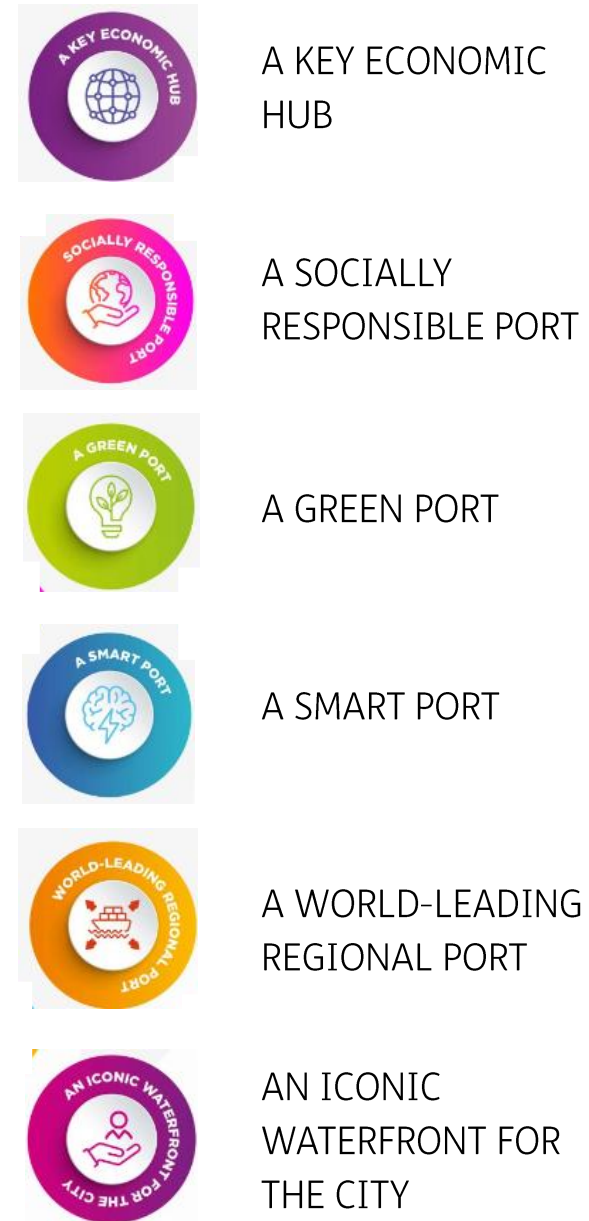 A KEY ECONOMIC HUB
A KEY ECONOMIC
HUB
SOCIALLY RESPONSIBLE PORT
A SOCIALLY
RESPONSIBLE PORT
A GREEN PORT
A GREEN PORT
A SMART PORT
A SMART PORT
WORLD-LEADING REGIONAL PORT
A WORLD-LEADING
REGIONAL PORT
AN ICONIC WATERFRONT FOR THE CITY
AN ICONIC
WATERFRONT FOR
THE CITY